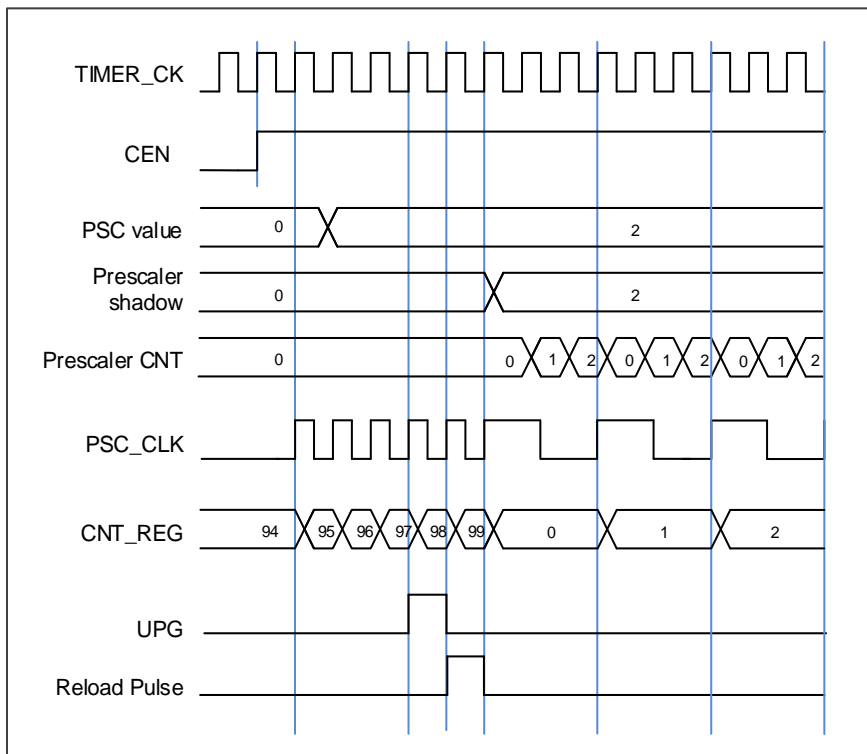 TIMER_CK
CEN
PSC value 0 2
Prescaler
shadow 0 2
Prescaler CNT 0 0 1 2 0 1 2 0 1 2
PSC_CLK
CNT_REG 94 95 96 97 98 99 0 1 2
UPG
Reload Pulse